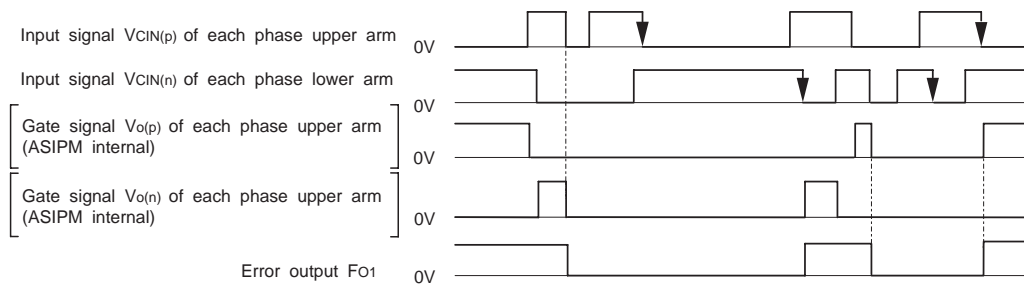 Input signal VCIN(p) of each phase upper arm
0V
Input signal VCIN(n) of each phase lower arm
0V
Gate signal Vo(p) of each phase upper arm
(ASIPM internal)
0V
Gate signal Vo(n) of each phase upper arm
(ASIPM internal)
0V
Error output FO1
0V